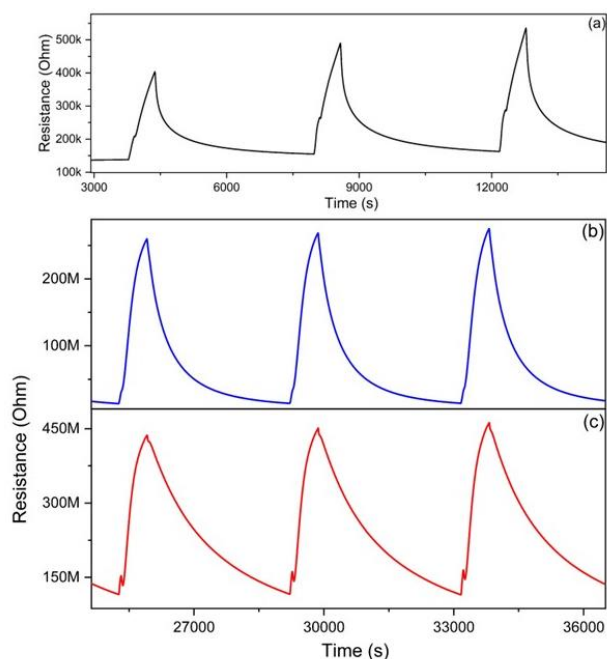 (a)
500k
400k
300k
200k
100k
Resistance (Ohm)
3000 6000 9000 12000
Time (s)
(b)
200M
100M
(c)
450M
300M
150M
Resistance (Ohm)
27000 30000 33000 36000
Time (s)